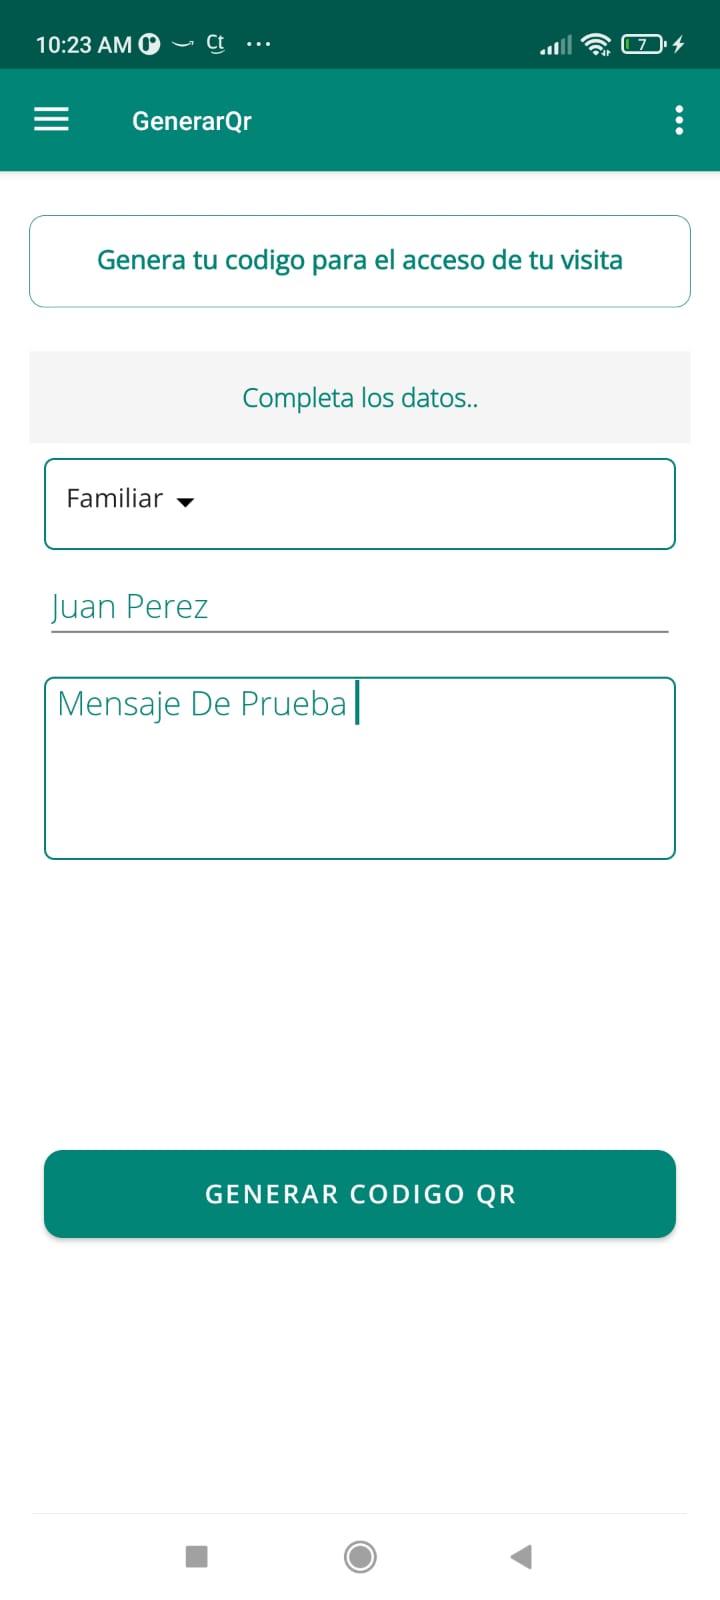 10:23 AM Ct ...
7
GenerarQr
Genera tu codigo para el acceso de tu visita
Completa los datos..
Familiar
Juan Perez
Mensaje De Prueba
GENERAR CODIGO QR